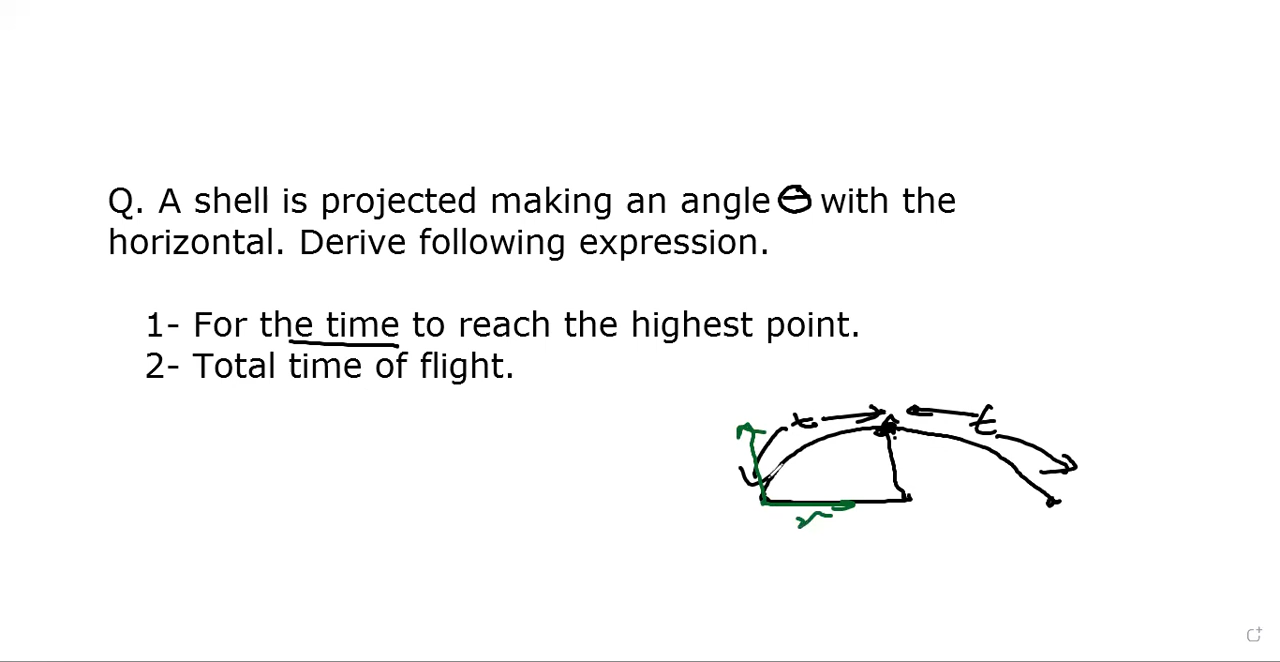 Q. A shell is projected making an angle θ with the
horizontal. Derive following expression.
1- For the time to reach the highest point.
2- Total time of flight.
t t